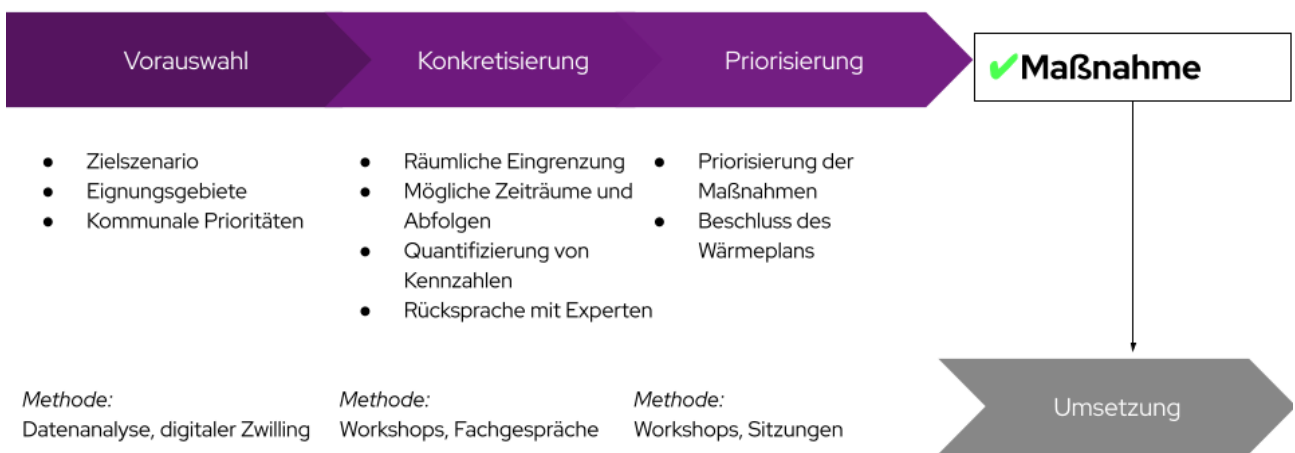 Vorauswahl
Konkretisierung
Priorisierung
✔Maßnahme
● Zielszenario
● Eignungsgebiete
● Kommunale Prioritäten
● Räumliche Eingrenzung
● Mögliche Zeiträume und
Abfolgen
● Quantifizierung von
Kennzahlen
● Rücksprache mit Experten
● Priorisierung der
Maßnahmen
● Beschluss des
Wärmeplans
Methode:
Datenanalyse, digitaler Zwilling
Methode:
Workshops, Fachgespräche
Methode:
Workshops, Sitzungen
Umsetzung